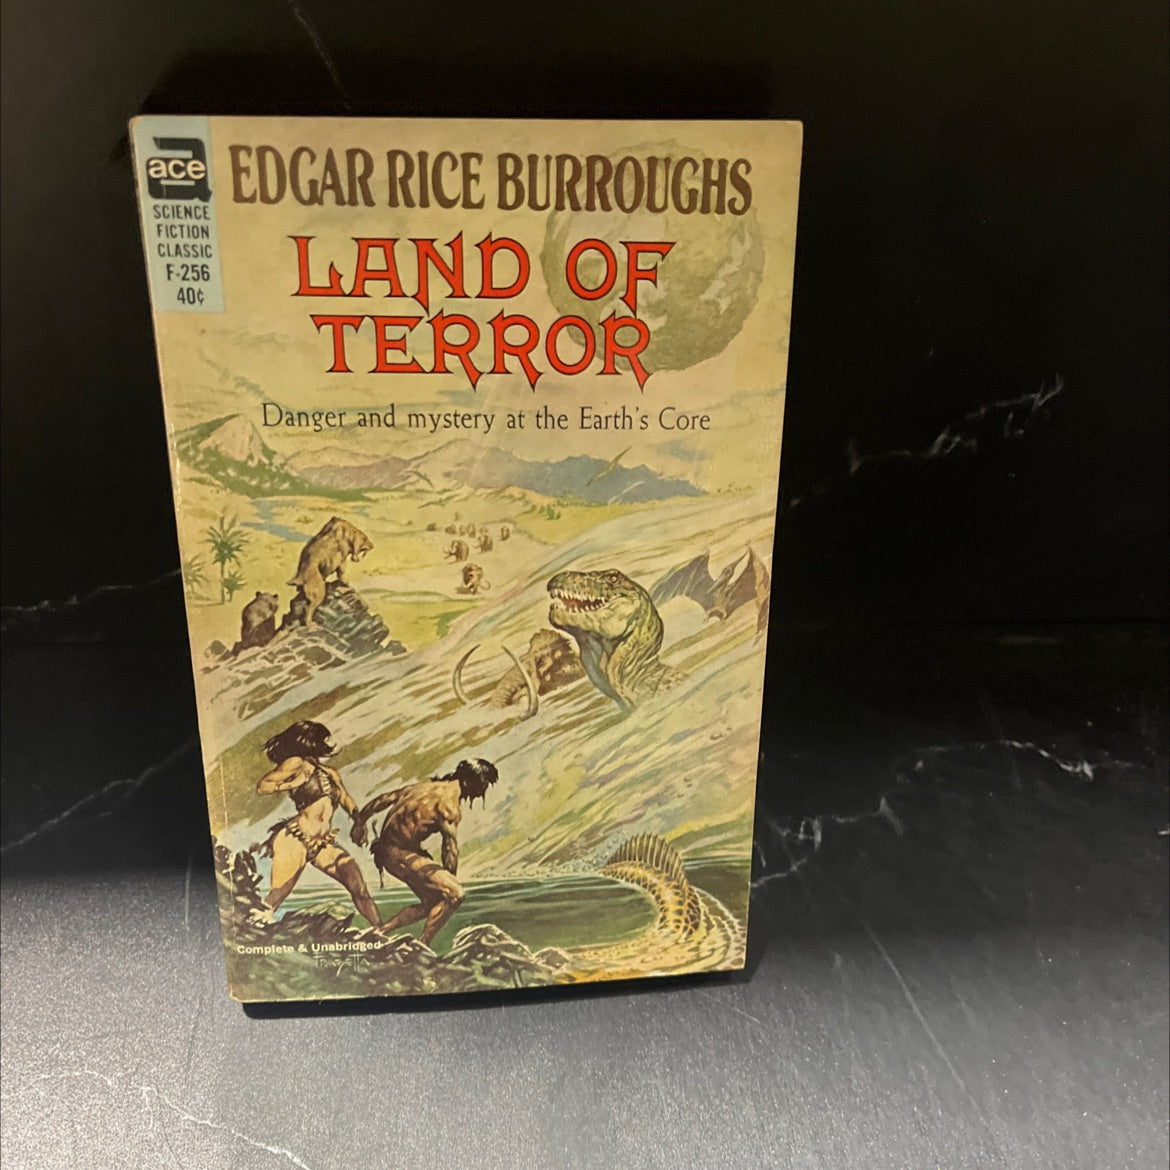 ace
SCIENCE
FICTION
CLASSIC
F-256
40¢
EDGAR RICE BURROUGHS
LAND OF
TERROR
Danger and mystery at the Earth's Core
Complete & Unabridged
FRAZETTA